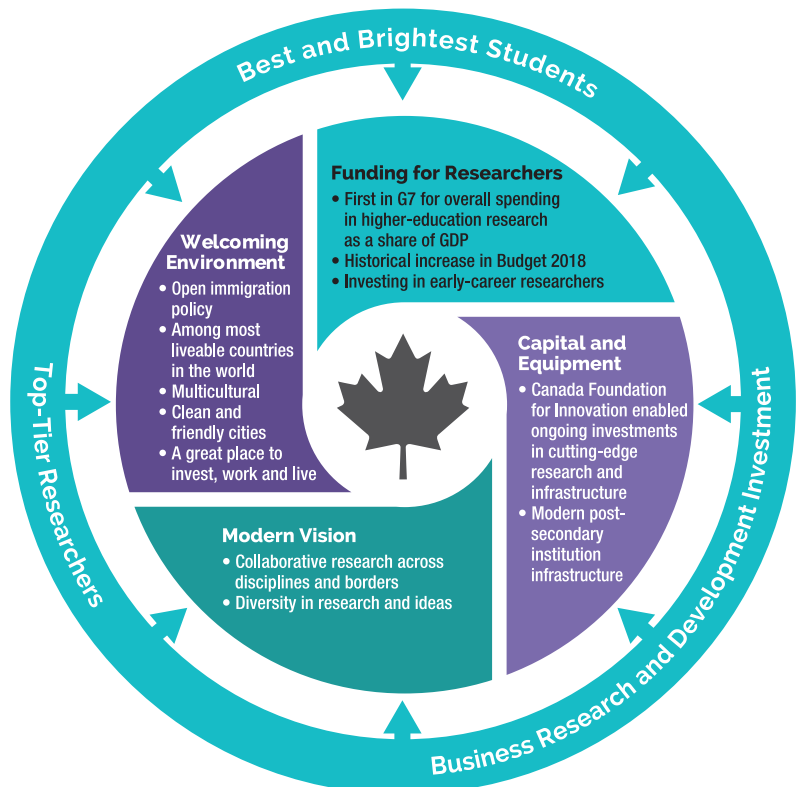 Best and Brightest Students
Funding for Researchers
• First in G7 for overall spending
in higher-education research
as a share of GDP
• Historical increase in Budget 2018
• Investing in early-career researchers
Welcoming
Environment
• Open immigration
policy
• Among most
liveable countries
in the world
• Multicultural
• Clean and
friendly cities
• A great place to
invest, work and live
Capital and
Equipment
• Canada Foundation
for Innovation enabled
ongoing investments
in cutting-edge
research and
infrastructure
• Modern post-
secondary
institution
infrastructure
Modern Vision
• Collaborative research across
disciplines and borders
• Diversity in research and ideas
Top-Tier Researchers
Business Research and Development Investment